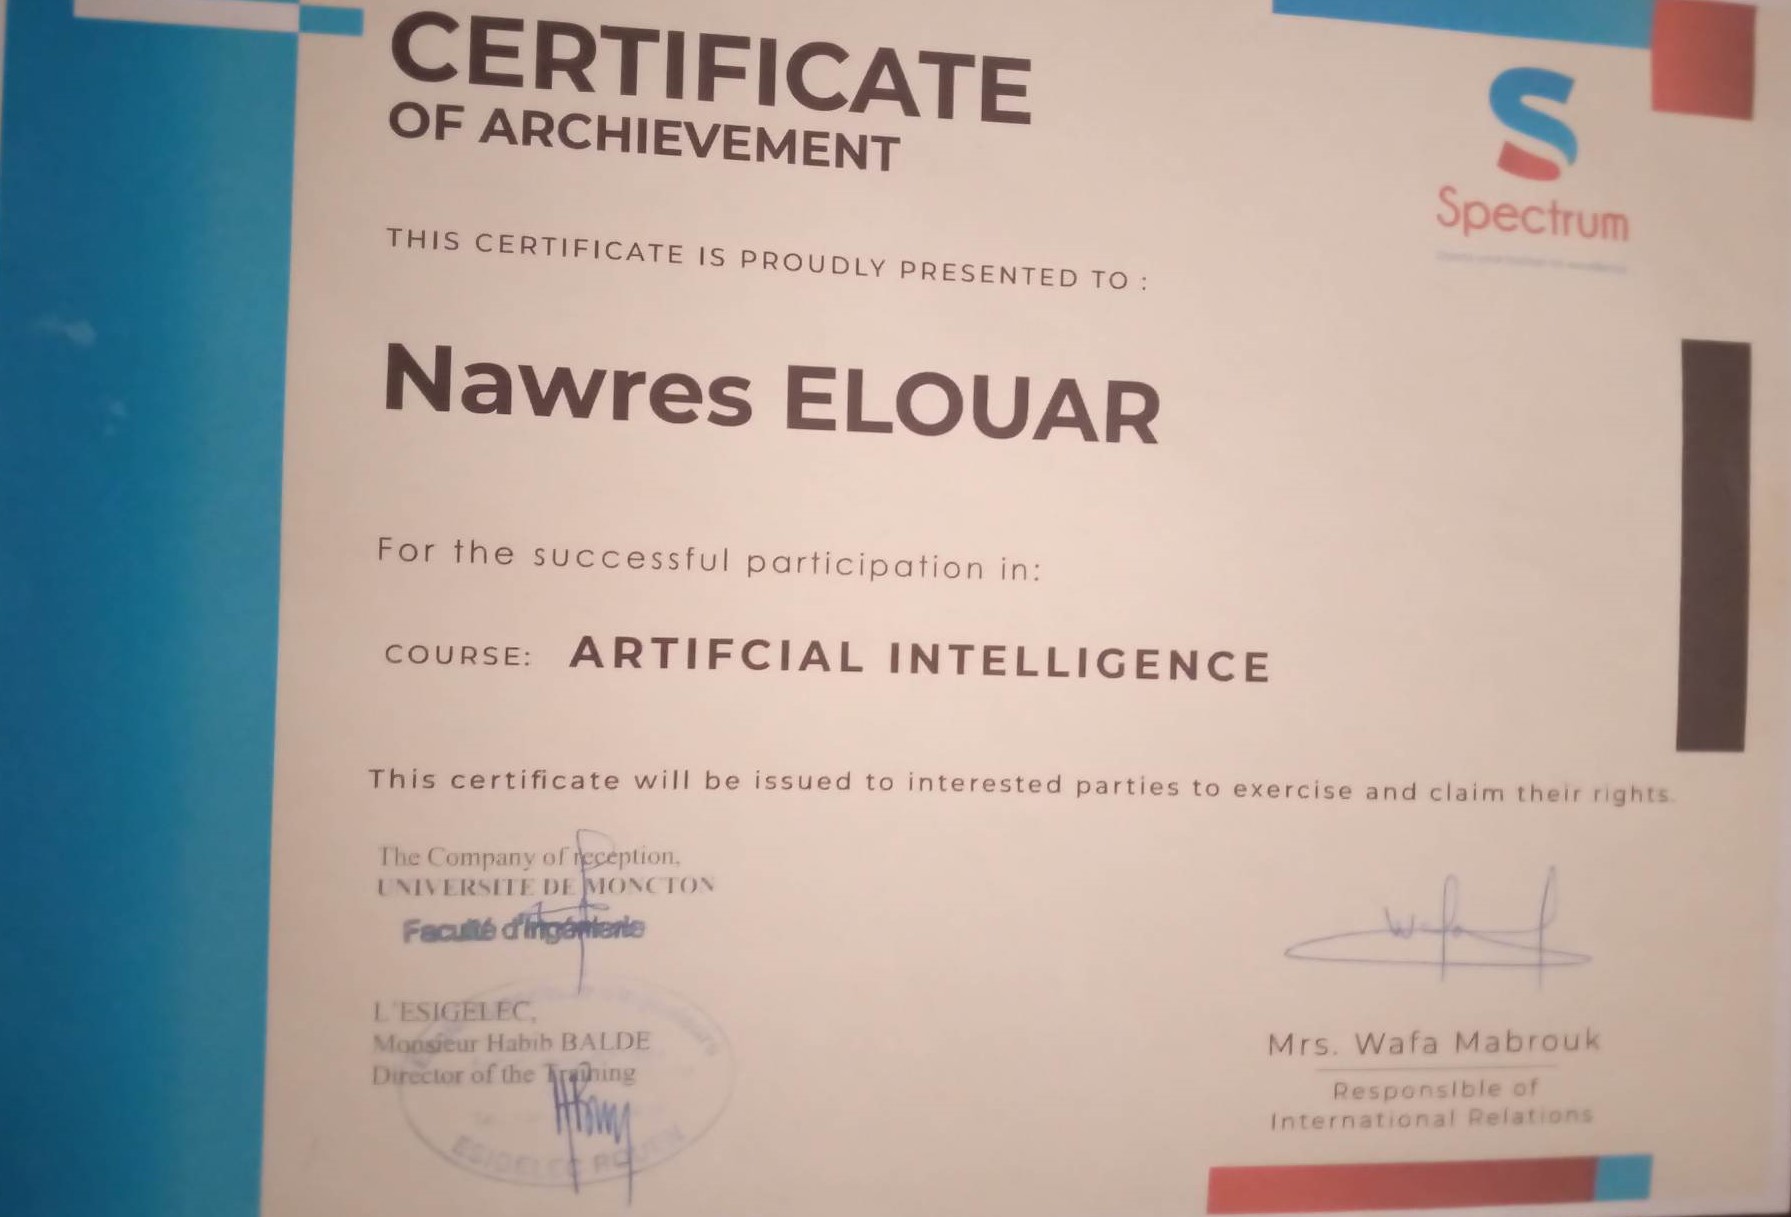 CERTIFICATE
OF ARCHIEVEMENT
Spectrum
THIS CERTIFICATE IS PROUDLY PRESENTED TO :
Nawres ELOUAR
For the successful participation in:
COURSE: ARTIFCIAL INTELLIGENCE
This certificate will be issued to interested parties to exercise and claim their rights.
The Company of reception,
UNIVERSITE DE MONCTON
Faculté d'Ingénierie
L'ESIGELEC,
Monsieur Habib BALDE
Director of the Training
ESIGELEC ROUEN
Wafa
Mrs. Wafa Mabrouk
Responsible of
International Relations